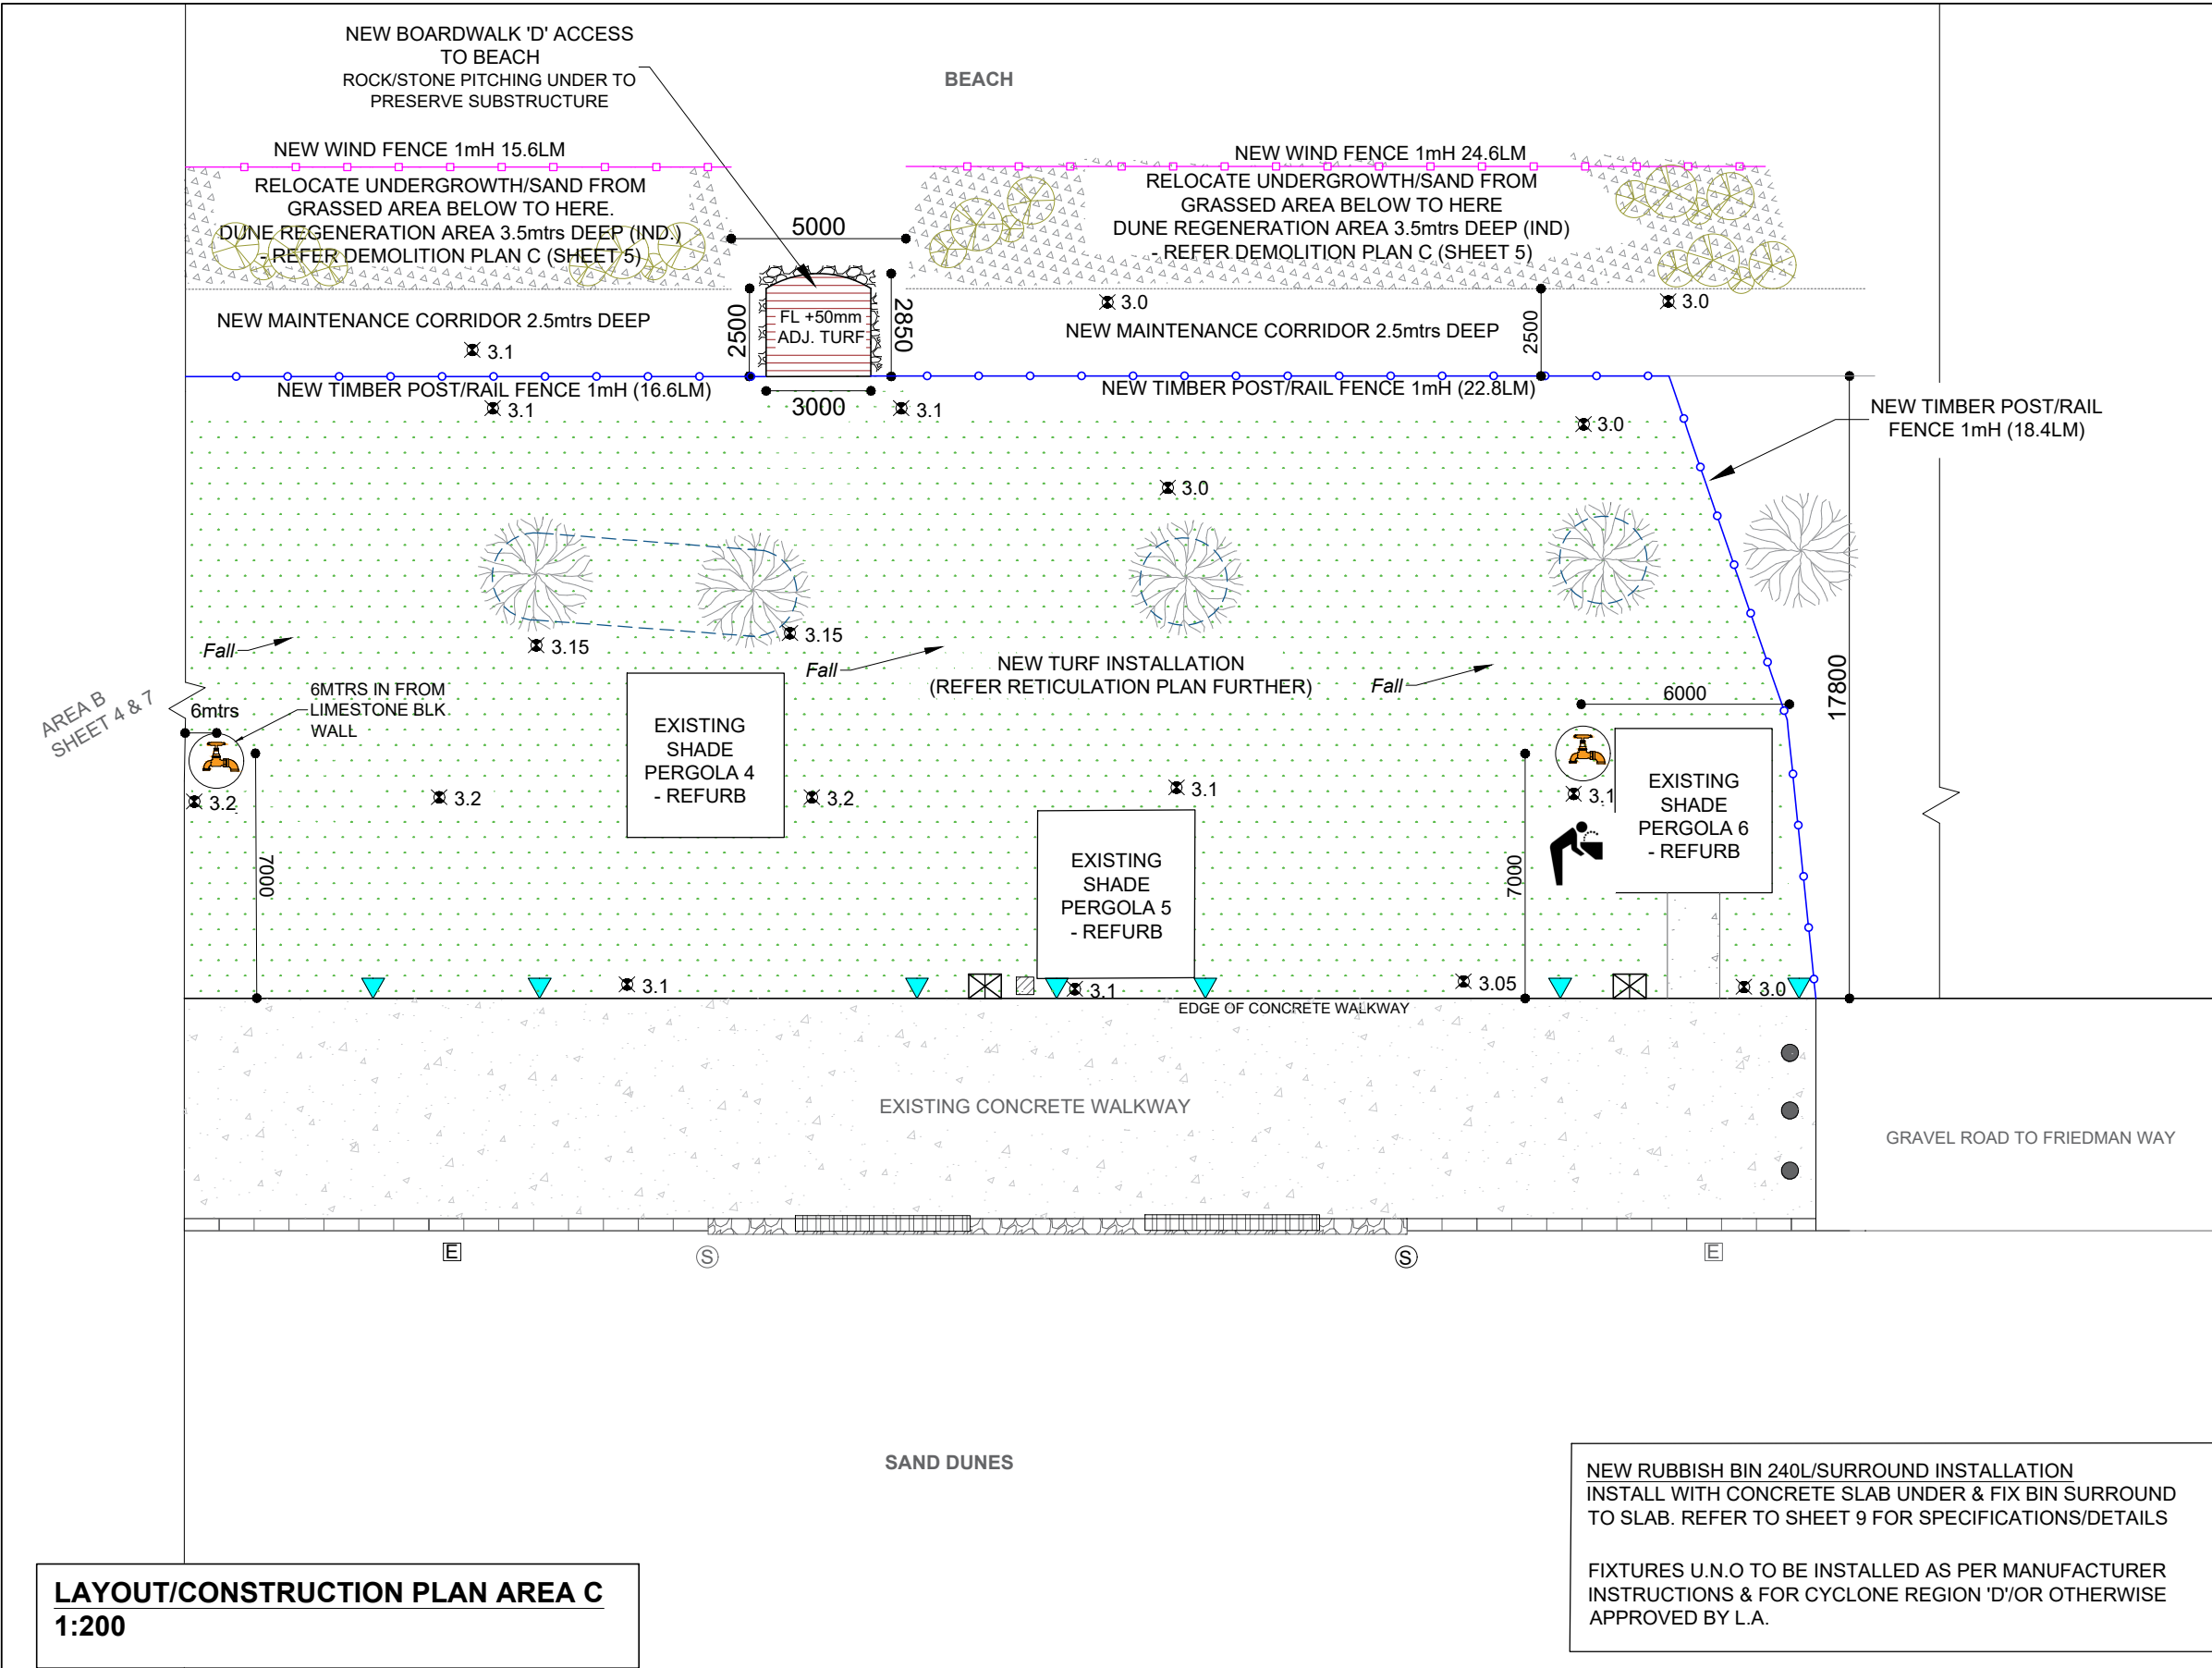 NEW BOARDWALK 'D' ACCESS
TO BEACH
ROCK/STONE PITCHING UNDER TO
PRESERVE SUBSTRUCTURE
BEACH
NEW WIND FENCE 1mH 15.6LM
NEW WIND FENCE 1mH 24.6LM
RELOCATE UNDERGROWTH/SAND FROM
GRASSED AREA BELOW TO HERE.
DUNE REGENERATION AREA 3.5mtrs DEEP (IND.)
- REFER DEMOLITION PLAN C (SHEET 5)
RELOCATE UNDERGROWTH/SAND FROM
GRASSED AREA BELOW TO HERE
DUNE REGENERATION AREA 3.5mtrs DEEP (IND)
- REFER DEMOLITION PLAN C (SHEET 5)
5000
3.0
3.0
NEW MAINTENANCE CORRIDOR 2.5mtrs DEEP
3.1
2500
FL +50mm
ADJ. TURF
2850
NEW MAINTENANCE CORRIDOR 2.5mtrs DEEP
2500
NEW TIMBER POST/RAIL FENCE 1mH (16.6LM)
3000
NEW TIMBER POST/RAIL FENCE 1mH (22.8LM)
NEW TIMBER POST/RAIL
FENCE 1mH (18.4LM)
3.1
3.1
3.0
3.0
3.15
3.15
Fall
Fall
Fall
NEW TURF INSTALLATION
(REFER RETICULATION PLAN FURTHER)
17800
AREA B
SHEET 4 & 7
6mtrs
6MTRS IN FROM
LIMESTONE BLK
WALL
6000
EXISTING
SHADE
PERGOLA 4
- REFURB
3.2
3.2
3.2
3.1
3.1
EXISTING
SHADE
PERGOLA 6
- REFURB
7000
EXISTING
SHADE
PERGOLA 5
- REFURB
7000
3.1
3.1
3.05
3.0
EDGE OF CONCRETE WALKWAY
EXISTING CONCRETE WALKWAY
GRAVEL ROAD TO FRIEDMAN WAY
E
S
S
E
SAND DUNES
NEW RUBBISH BIN 240L/SURROUND INSTALLATION
INSTALL WITH CONCRETE SLAB UNDER & FIX BIN SURROUND
TO SLAB. REFER TO SHEET 9 FOR SPECIFICATIONS/DETAILS
FIXTURES U.N.O TO BE INSTALLED AS PER MANUFACTURER
INSTRUCTIONS & FOR CYCLONE REGION 'D'/OR OTHERWISE
APPROVED BY L.A.
LAYOUT/CONSTRUCTION PLAN AREA C
1:200